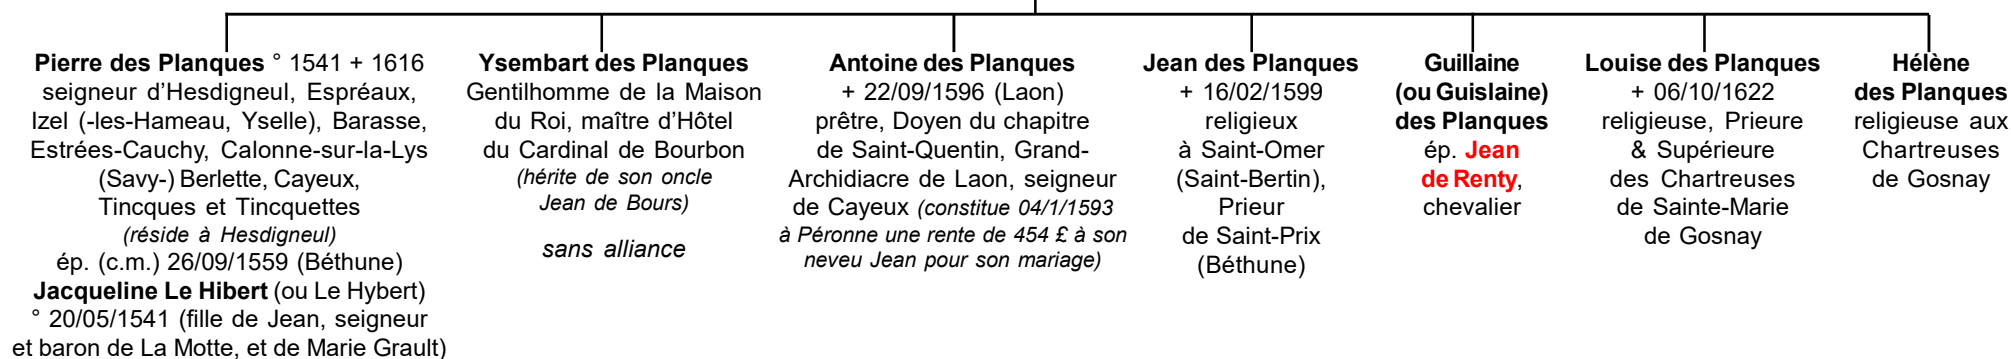 Pierre des Planques ° 1541 + 1616
seigneur d’Hesdigneul, Espréaux,
Izel (-les-Hameau, Yselle), Barasse,
Estrées-Cauchy, Calonne-sur-la-Lys
(Savy-) Berlette, Cayeux,
Tincques et Tincquettes
(réside à Hesdigneul)
ép. (c.m.) 26/09/1559 (Béthune)
Jacqueline Le Hibert (ou Le Hybert)
° 20/05/1541 (fille de Jean, seigneur
et baron de La Motte, et de Marie Grault)
Ysembart des Planques
Gentilhomme de la Maison
du Roi, maître d’Hôtel
du Cardinal de Bourbon
(hérite de son oncle
Jean de Bours)
sans alliance
Antoine des Planques
+ 22/09/1596 (Laon)
prêtre, Doyen du chapitre
de Saint-Quentin, Grand-
Archidiacre de Laon, seigneur
de Cayeux (constitue 04/1/1593
à Péronne une rente de 454 £ à son
neveu Jean pour son mariage)
Jean des Planques
+ 16/02/1599
religieux
à Saint-Omer
(Saint-Bertin),
Prieur
de Saint-Prix
(Béthune)
Guillaine
(ou Guislaine)
des Planques
ép. Jean
de Renty,
chevalier
Louise des Planques
+ 06/10/1622
religieuse, Prieure
& Supérieure
des Chartreuses
de Sainte-Marie
de Gosnay
Hélène
des Planques
religieuse aux
Chartreuses
de Gosnay